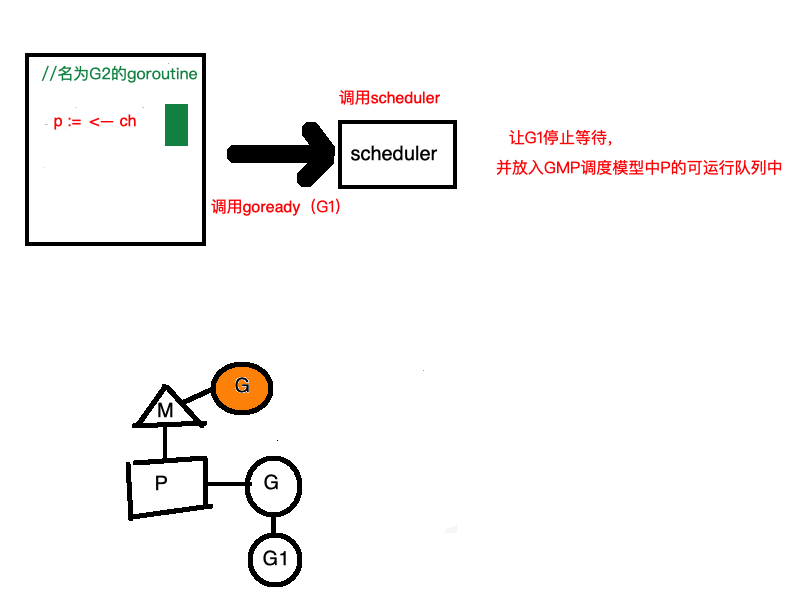 //名为G2的goroutine
p := <— ch
调用scheduler
scheduler
让G1停止等待，
并放入GMP调度模型中P的可运行队列中
调用goready（G1）
G
M
P
G
G1